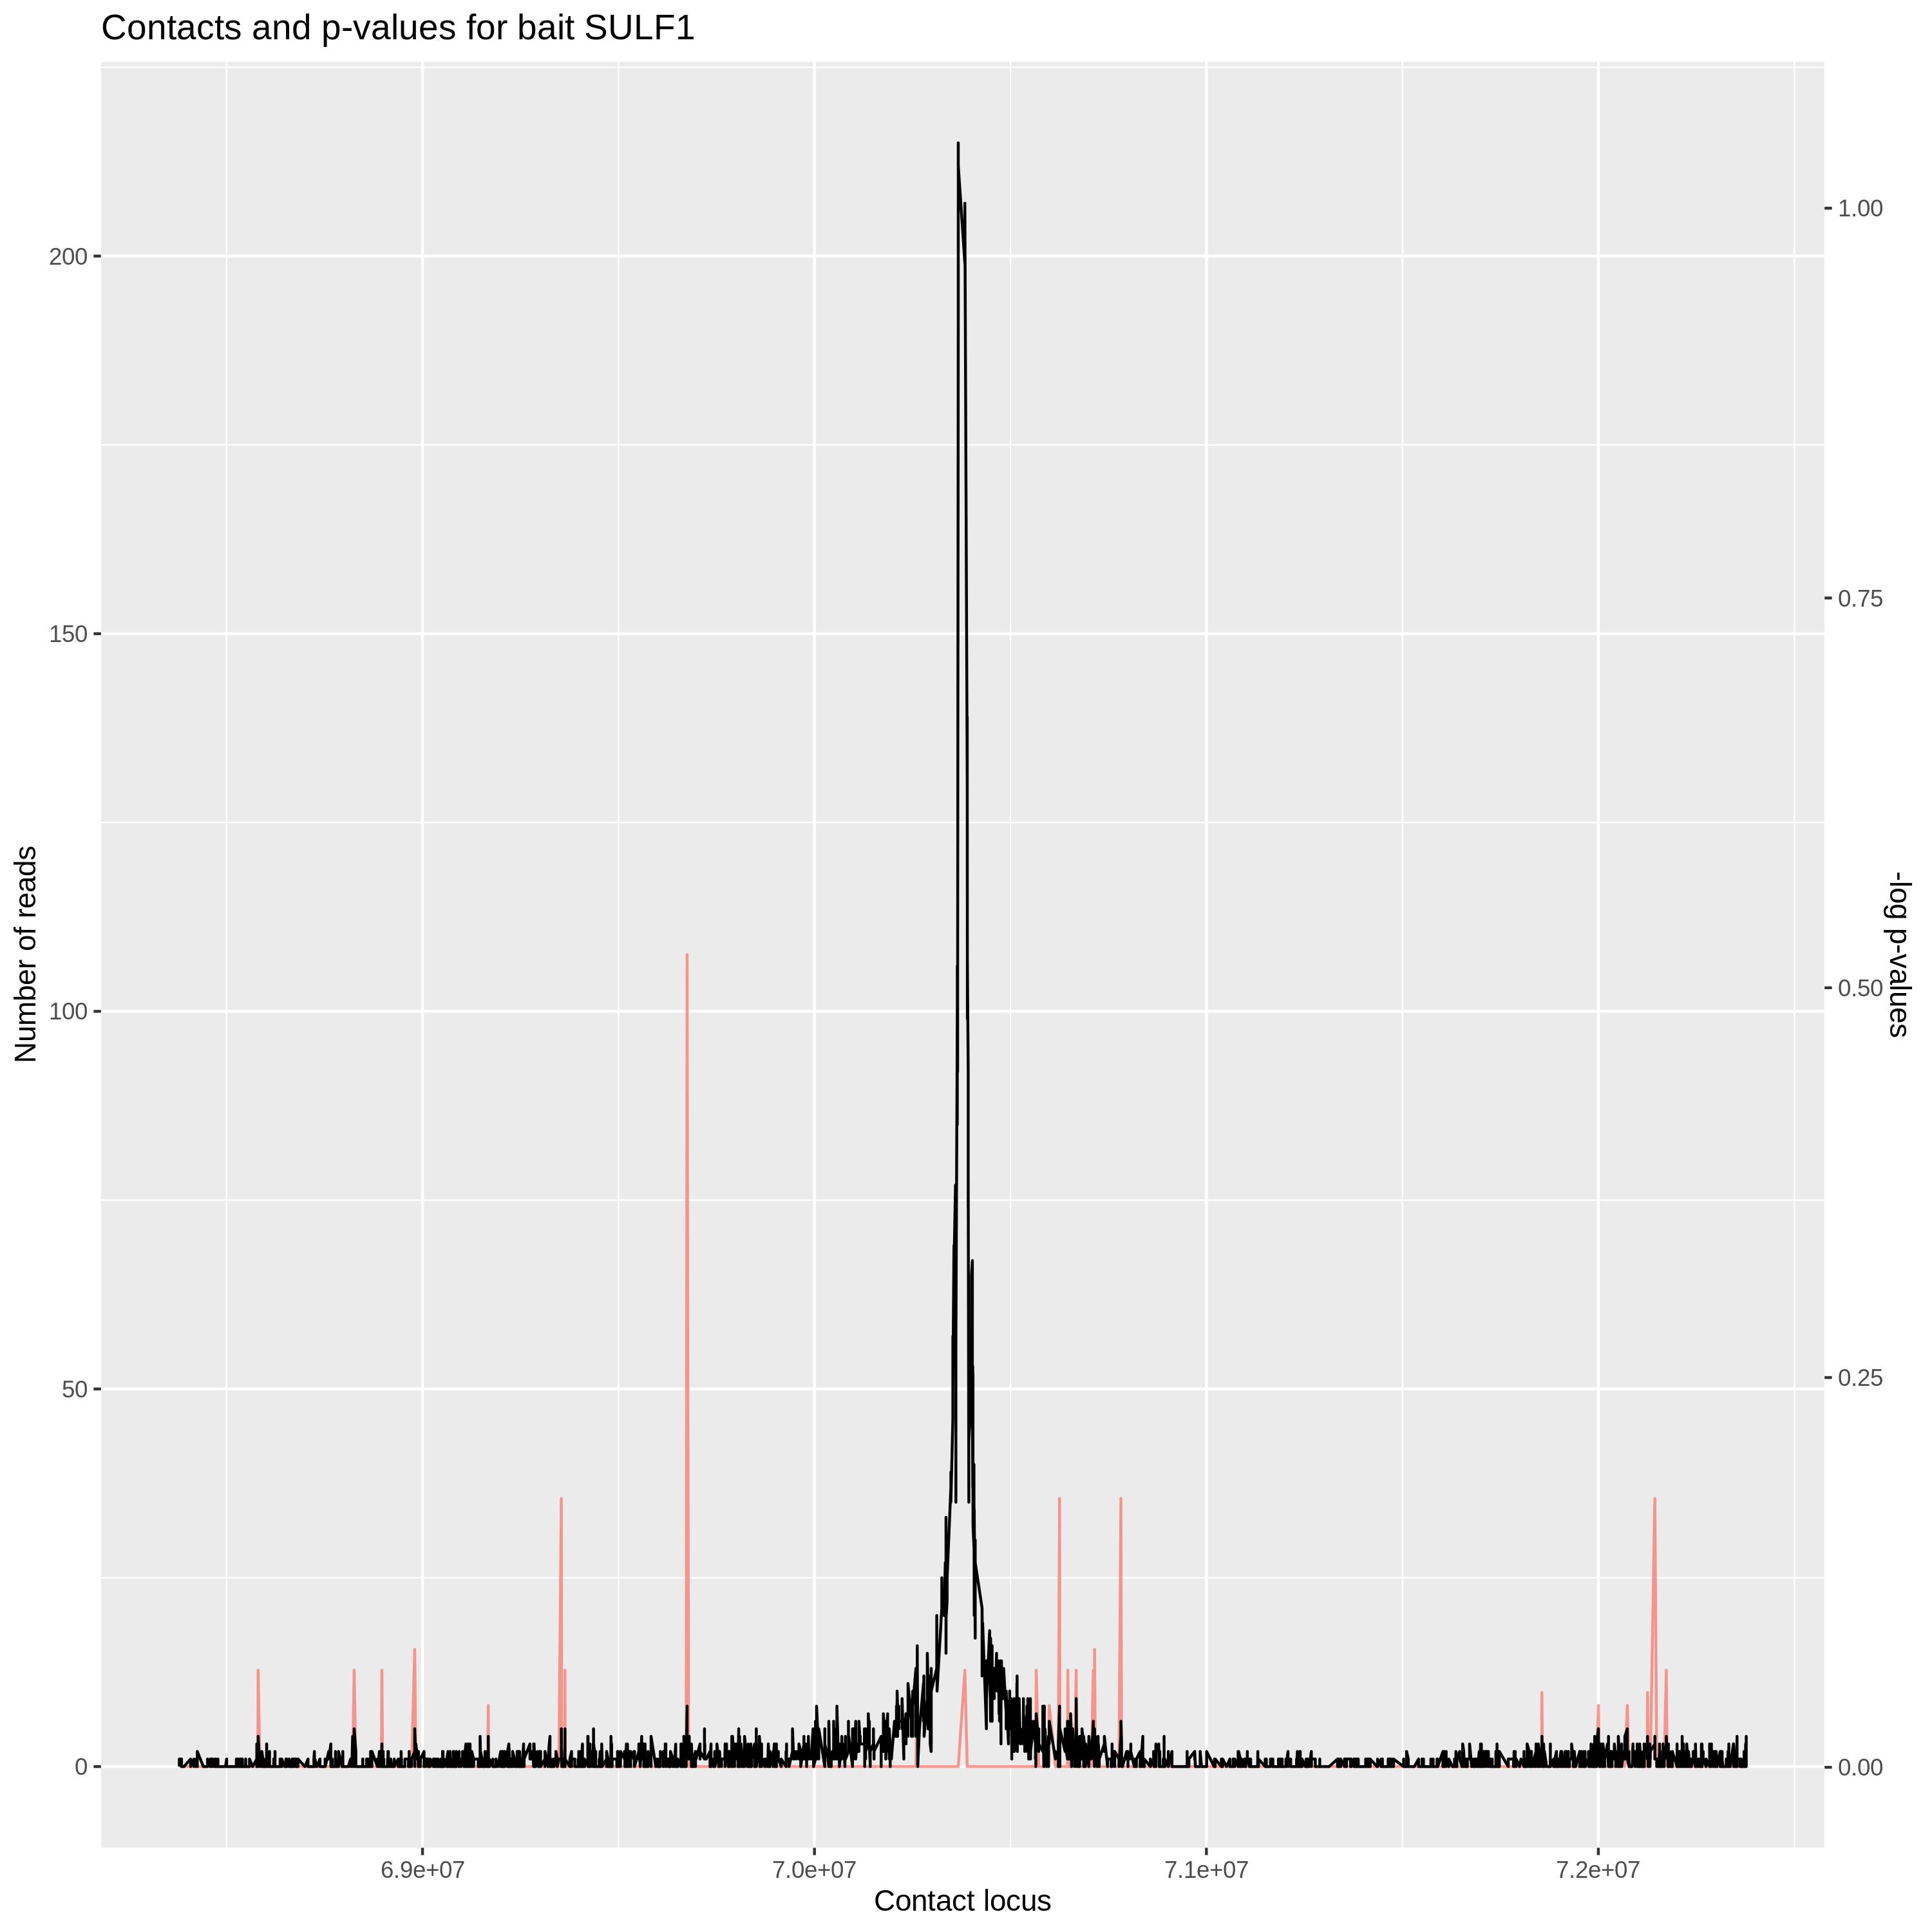 Contacts and p-values for bait SULF1
200
150
100
50
0
Number of reads
1.00
0.75
0.50
0.25
0.00
-log p-values
6.9e+07
7.0e+07
7.1e+07
7.2e+07
Contact locus